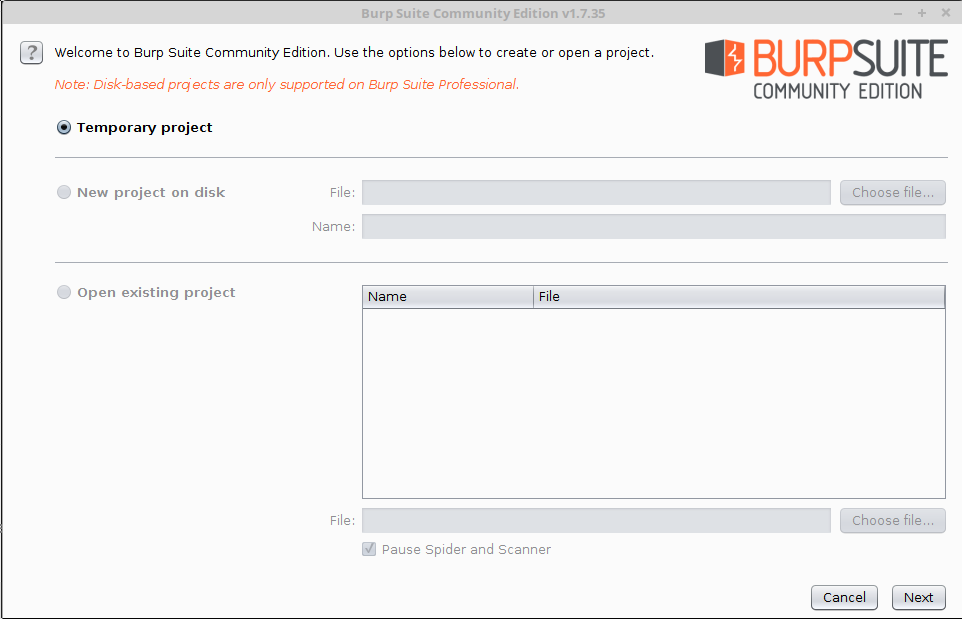 Burp Suite Community Edition v1.7.35
? Welcome to Burp Suite Community Edition. Use the options below to create or open a project.
Note: Disk-based projects are only supported on Burp Suite Professional.
BURPSUITE
COMMUNITY EDITION
Temporary project
New project on disk File: Choose file...
Name:
Open existing project
Name File
File: Choose file...
Pause Spider and Scanner
Cancel Next